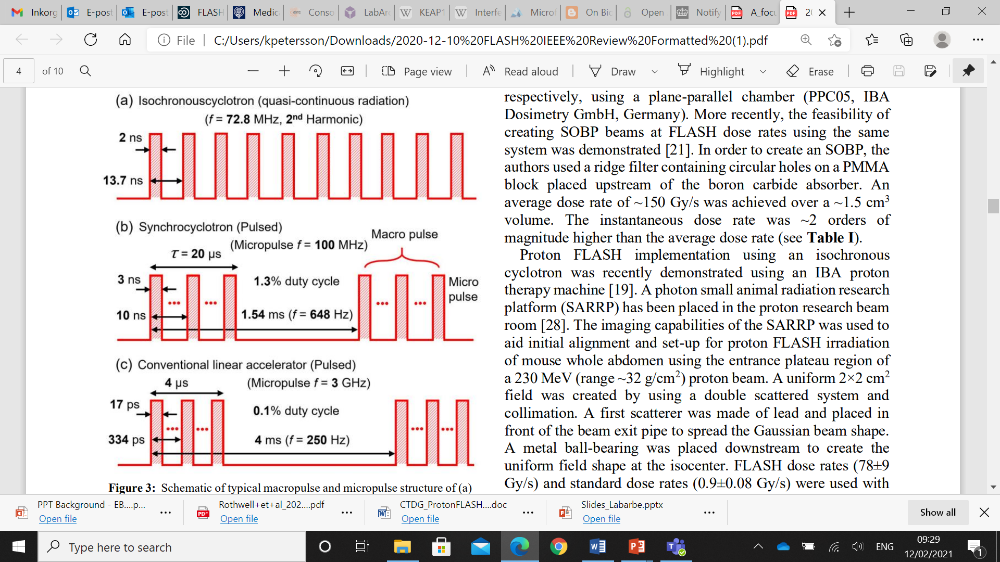 Inkorg
E-post
E-post
FLASH
Medic
Conso
LabAr
KEAP1
Interfe
Microf
On Bio
Open
Notify
A_focu
File
C:/Users/kpetersson/Downloads/2020-12-10%20FLASH%20IEEE%20Review%20Formatted%20(1).pdf
4
of 10
Page view
Read aloud
Draw
Highlight
Erase
(a) Isochronouscyclotron (quasi-continuous radiation)
(f = 72.8 MHz, 2nd Harmonic)
2 ns
13.7 ns
(b) Synchrocyclotron (Pulsed)
Macro pulse
(Micropulse f = 100 MHz)
τ = 20 µs
3 ns
1.3% duty cycle
Micro
pulse
10 ns
1.54 ms (f = 648 Hz)
(c) Conventional linear accelerator (Pulsed)
4 µs
(Micropulse f = 3 GHz)
17 ps
0.1% duty cycle
334 ps
4 ms (f = 250 Hz)
Figure 3: Schematic of typical macropulse and micropulse structure of (a)
respectively, using a plane-parallel chamber (PPC05, IBA
Dosimetry GmbH, Germany). More recently, the feasibility of
creating SOBP beams at FLASH dose rates using the same
system was demonstrated [21]. In order to create an SOBP, the
authors used a ridge filter containing circular holes on a PMMA
block placed upstream of the boron carbide absorber. An
average dose rate of ~150 Gy/s was achieved over a ~1.5 cm³
volume. The instantaneous dose rate was ~2 orders of
magnitude higher than the average dose rate (see Table I).
Proton FLASH implementation using an isochronous
cyclotron was recently demonstrated using an IBA proton
therapy machine [19]. A photon small animal radiation research
platform (SARRP) has been placed in the proton research beam
room [28]. The imaging capabilities of the SARRP was used to
aid initial alignment and set-up for proton FLASH irradiation
of mouse whole abdomen using the entrance plateau region of
a 230 MeV (range ~32 g/cm²) proton beam. A uniform 2×2 cm²
field was created by using a double scattered system and
collimation. A first scatterer was made of lead and placed in
front of the beam exit pipe to spread the Gaussian beam shape.
A metal ball-bearing was placed downstream to create the
uniform field shape at the isocenter. FLASH dose rates (78±9
Gy/s) and standard dose rates (0.9±0.08 Gy/s) were used with
PPT Background - EB....p...
Open file
Rothwell+et+al_202....pdf
Open file
CTDG_ProtonFLASH....doc
Open file
Slides_Labarbe.pptx
Open file
Show all
Type here to search
ENG
09:29
12/02/2021
1